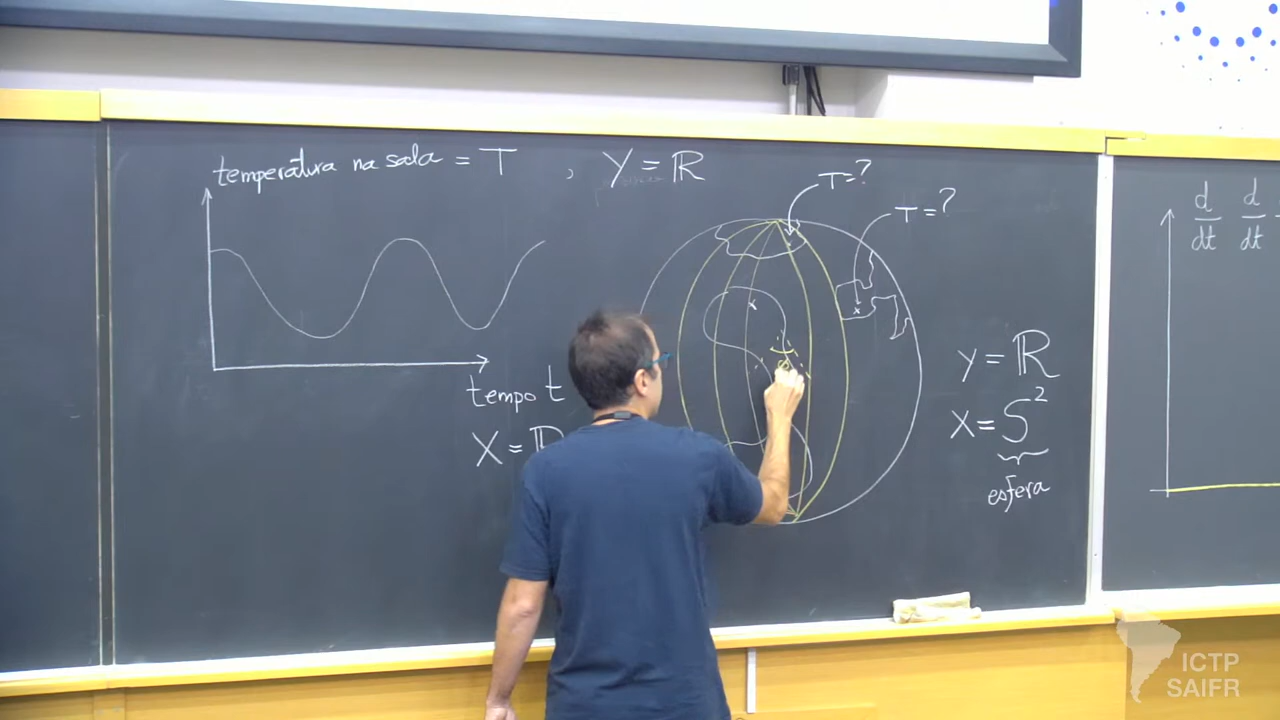 temperatura na sala = T , Y = ℝ
T=?
T=?
tempo t
X = ℝ
Y = ℝ
X = S²
esfera
d/dt d/dt
ICTP
SAIFR